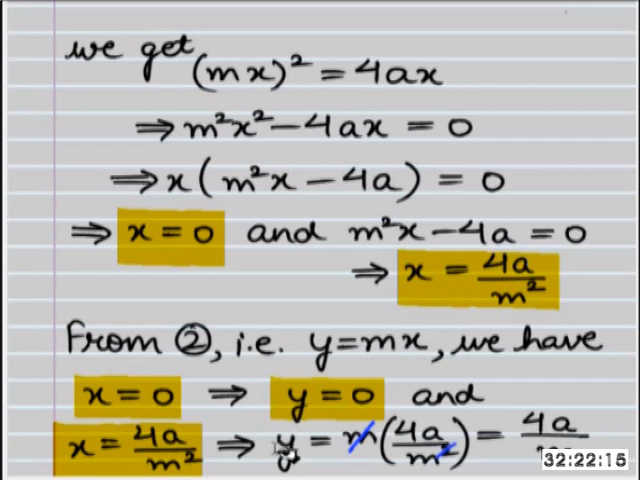 we get (mx)² = 4ax
⇒ m²x² − 4ax = 0
⇒ x(m²x − 4a) = 0
⇒ x = 0 and m²x − 4a = 0
⇒ x = 4a/m²
From ②, i.e. y = mx, we have
x = 0 ⇒ y = 0 and
x = 4a/m² ⇒ y = m(4a/m²) = 4a/
32:22:15